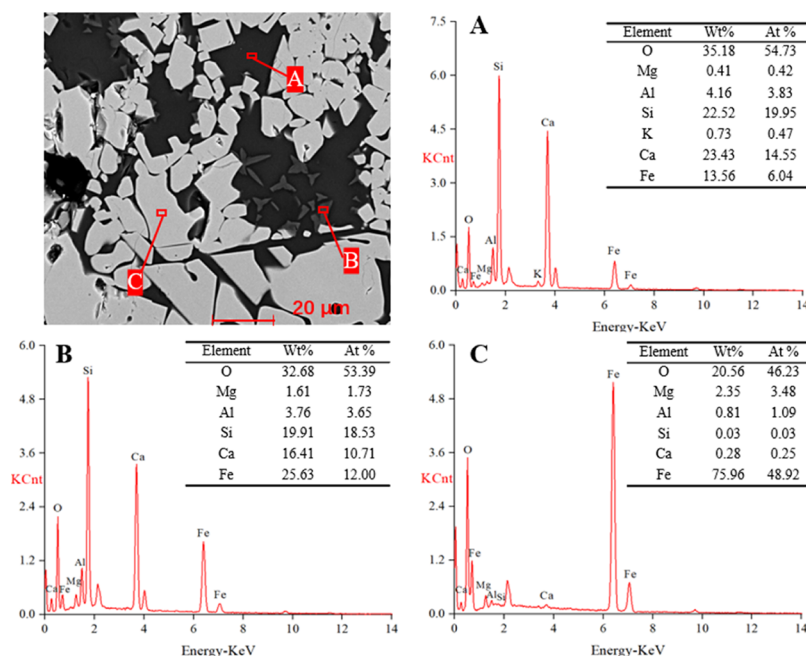 A
B
C
20 μm
A
KCnt
7.5
6.0
4.5
3.0
1.5
0.0
0 2 4 6 8 10 12 14
Energy-KeV
O
Ca
Fe
Mg
Al
Si
K
Ca
Fe
Fe
Element Wt% At %
O 35.18 54.73
Mg 0.41 0.42
Al 4.16 3.83
Si 22.52 19.95
K 0.73 0.47
Ca 23.43 14.55
Fe 13.56 6.04
B
KCnt
6.0
4.8
3.6
2.4
1.2
0.0
0 2 4 6 8 10 12 14
Energy-KeV
O
Ca
Fe
Mg
Al
Si
Ca
Fe
Fe
Element Wt% At %
O 32.68 53.39
Mg 1.61 1.73
Al 3.76 3.65
Si 19.91 18.53
Ca 16.41 10.71
Fe 25.63 12.00
C
KCnt
6.0
4.8
3.6
2.4
1.2
0.0
0 2 4 6 8 10 12 14
Energy-KeV
O
Ca
Fe
Mg
Al
Si
Ca
Fe
Fe
Element Wt% At %
O 20.56 46.23
Mg 2.35 3.48
Al 0.81 1.09
Si 0.03 0.03
Ca 0.28 0.25
Fe 75.96 48.92